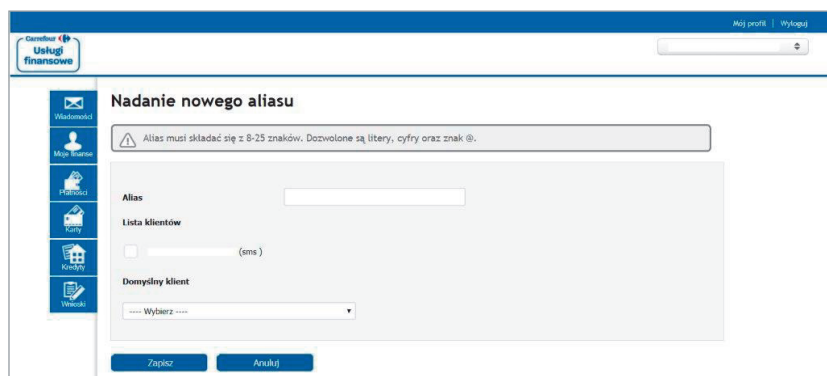 Mój profil | Wyloguj
Carrefour
Usługi
finansowe
Nadanie nowego aliasu
Wiadomości
Alias musi składać się z 8-25 znaków. Dozwolone są litery, cyfry oraz znak @.
Moje finanse
Płatności
Alias
Lista klientów
Karty
(sms )
Kredyty
Domyślny klient
Wnioski
---- Wybierz ----
Zapisz Anuluj